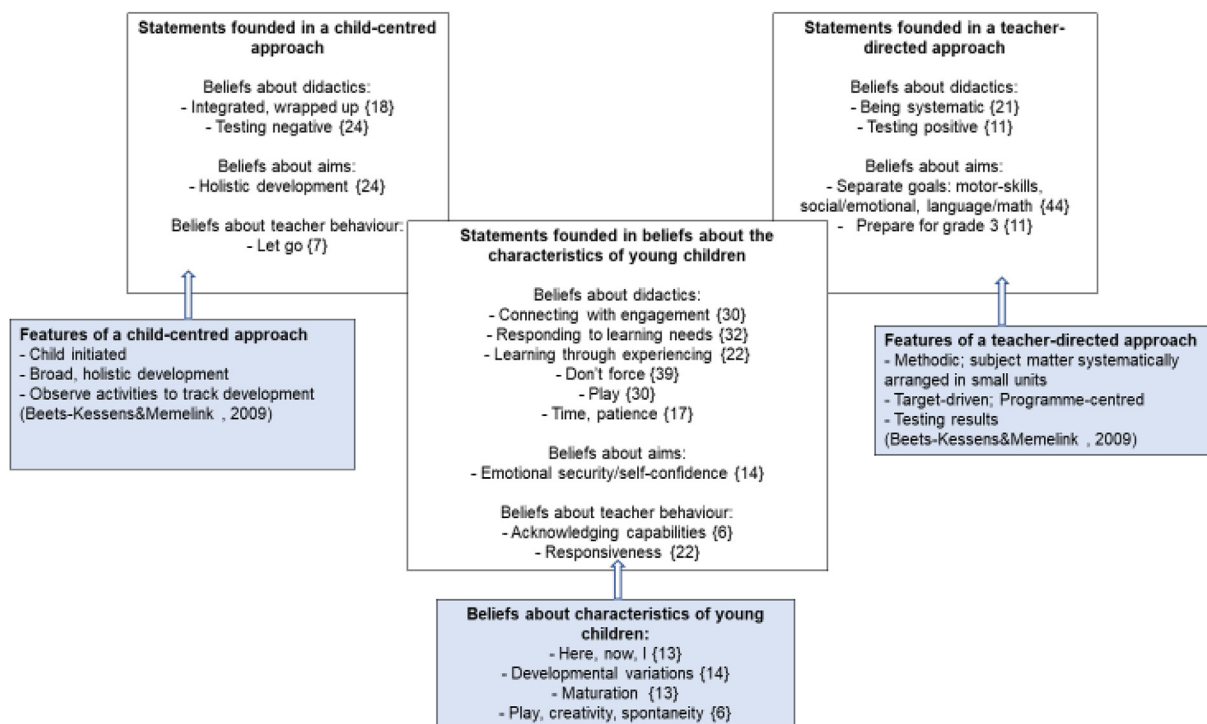 Statements founded in a child-centred
approach
Beliefs about didactics:
- Integrated, wrapped up {18}
- Testing negative {24}
Beliefs about aims:
- Holistic development {24}
Beliefs about teacher behaviour:
- Let go {7}
Statements founded in a teacher-
directed approach
Beliefs about didactics:
- Being systematic {21}
- Testing positive {11}
Beliefs about aims:
- Separate goals: motor-skills,
social/emotional, language/math {44}
- Prepare for grade 3 {11}
Statements founded in beliefs about the
characteristics of young children
Beliefs about didactics:
- Connecting with engagement {30}
- Responding to learning needs {32}
- Learning through experiencing {22}
- Don't force {39}
- Play {30}
- Time, patience {17}
Beliefs about aims:
- Emotional security/self-confidence {14}
Beliefs about teacher behaviour:
- Acknowledging capabilities {6}
- Responsiveness {22}
Features of a child-centred approach
- Child initiated
- Broad, holistic development
- Observe activities to track development
(Beets-Kessens&Memelink , 2009)
Features of a teacher-directed approach
- Methodic; subject matter systematically
arranged in small units
- Target-driven; Programme-centred
- Testing results
(Beets-Kessens&Memelink , 2009)
Beliefs about characteristics of young
children:
- Here, now, I {13}
- Developmental variations {14}
- Maturation {13}
- Play, creativity, spontaneity {6}